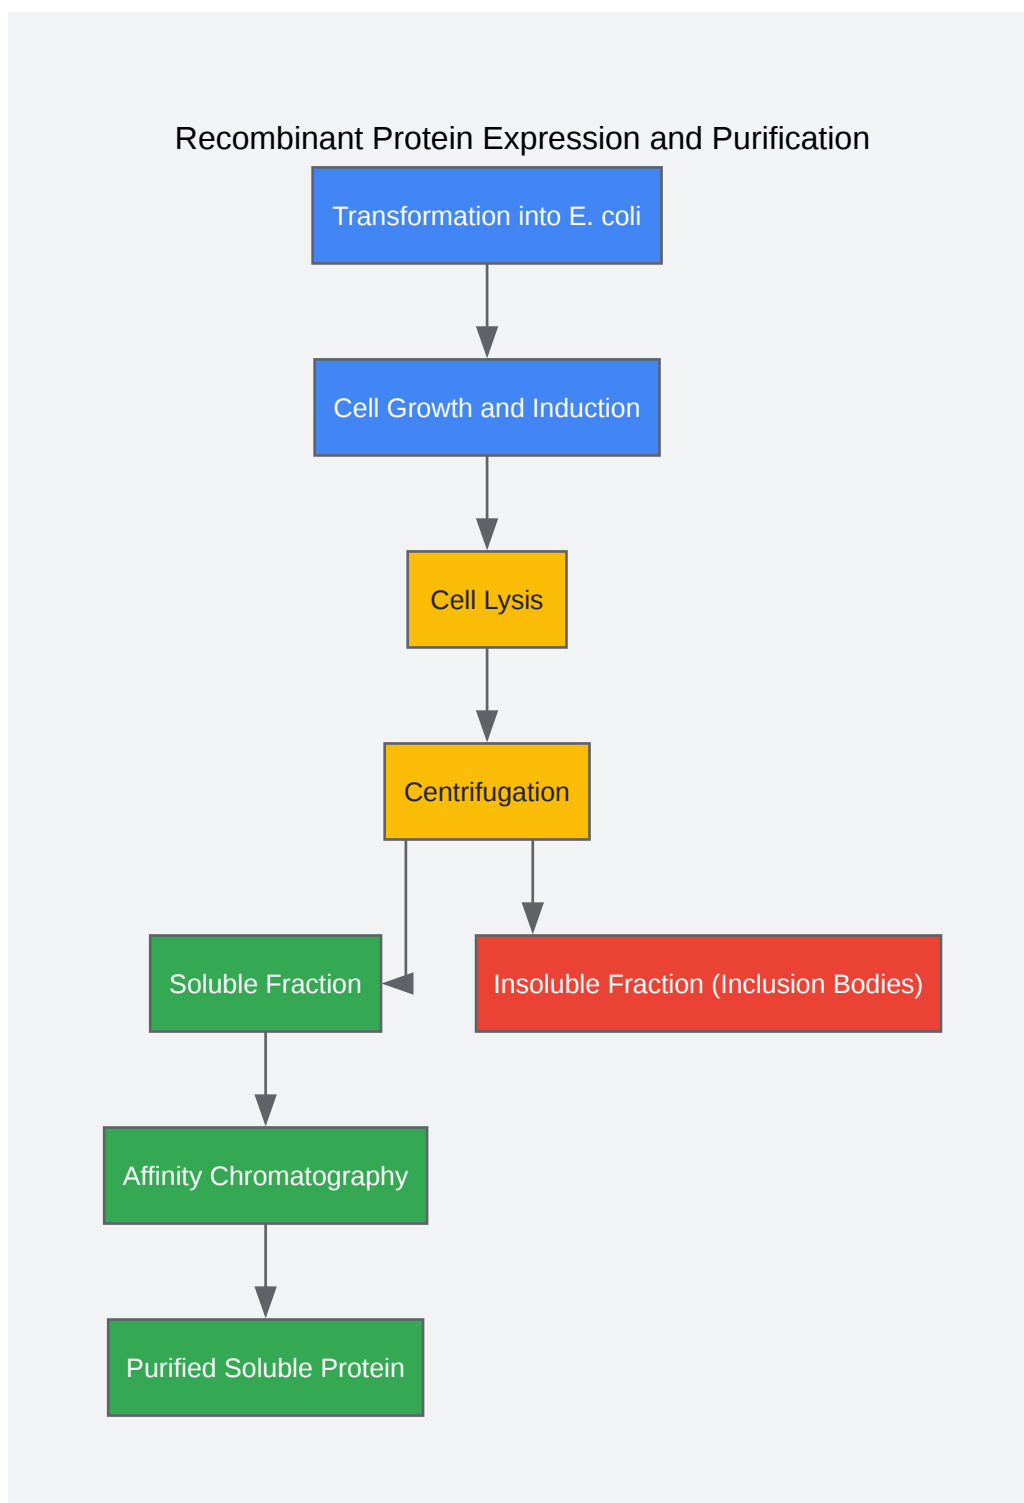 Recombinant Protein Expression and Purification
Transformation into E. coli
Cell Growth and Induction
Cell Lysis
Centrifugation
Soluble Fraction
Insoluble Fraction (Inclusion Bodies)
Affinity Chromatography
Purified Soluble Protein